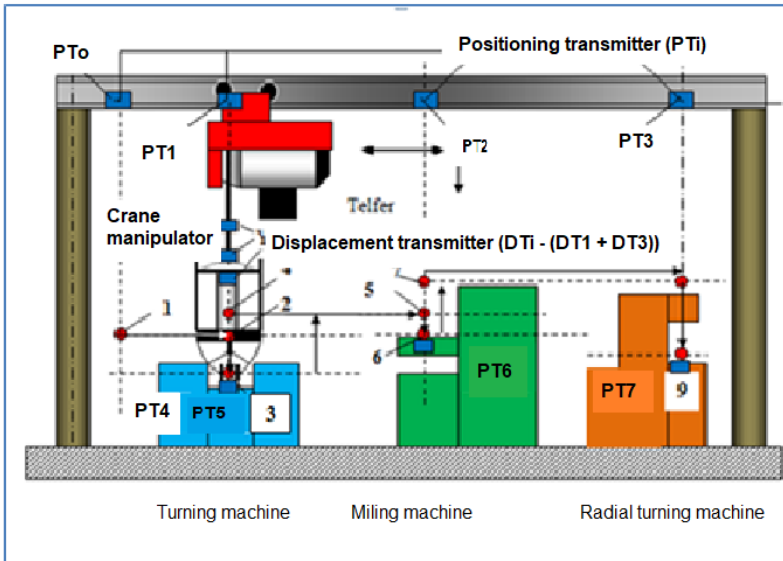 PTo
Positioning transmitter (PTi)
PT1
PT2
PT3
Telfer
Crane
manipulator
Displacement transmitter (DTi - (DT1 + DT3))
1
2
5
6
PT4
PT5
3
PT6
PT7
9
Turning machine
Miling machine
Radial turning machine